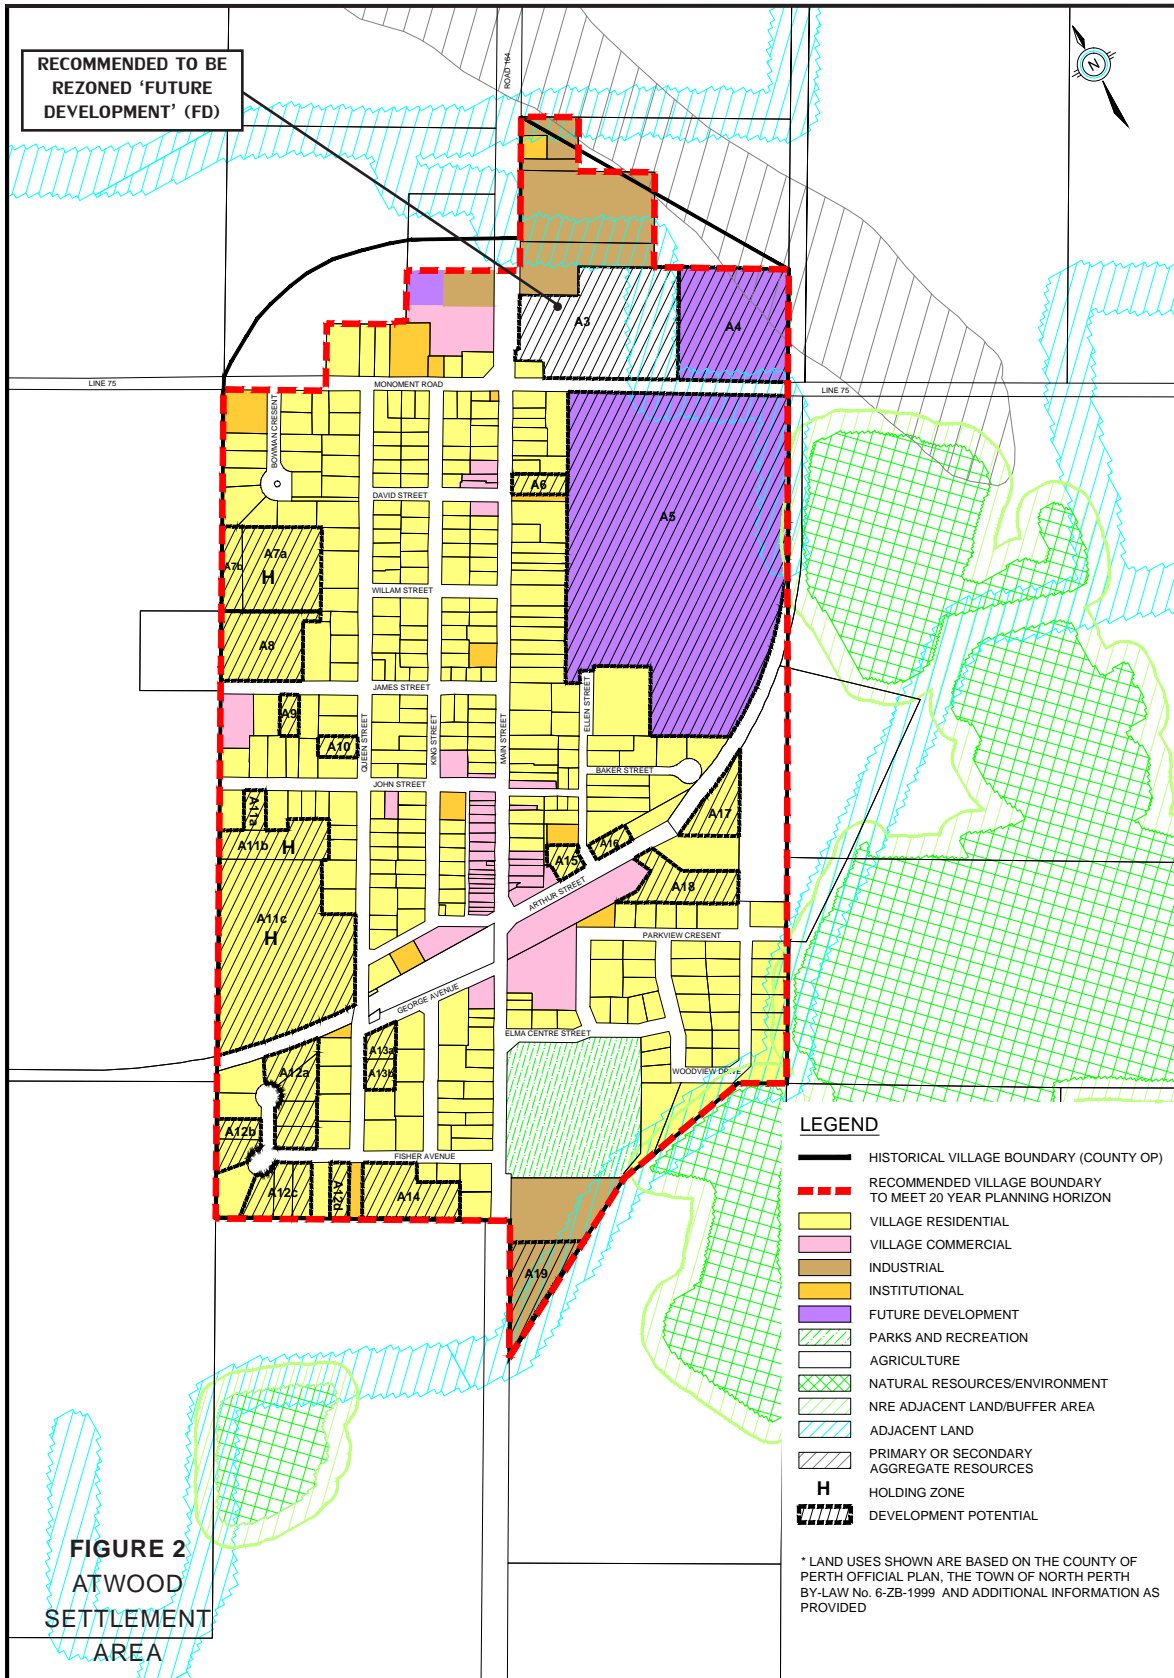 RECOMMENDED TO BE
REZONED ‘FUTURE
DEVELOPMENT’ (FD)
ROAD 164
N
A3
A4
LINE 75
MONOMENT ROAD
LINE 75
BOWMAN CRESENT
A6
DAVID STREET
A5
A7a
A7b
H
WILLAM STREET
A8
JAMES STREET
QUEEN STREET
KING STREET
MAIN STREET
ELLEN STREET
A9
A10
BAKER STREET
JOHN STREET
A11a
A11b
H
A17
A16
A15
A18
ARTHUR STREET
A11c
H
PARKVIEW CRESENT
GEORGE AVENUE
ELMA CENTRE STREET
A13a
A13b
A12a
WOODVIEW DRIVE
A12b
FISHER AVENUE
A12c
A12d
A14
A19
LEGEND
HISTORICAL VILLAGE BOUNDARY (COUNTY OP)
RECOMMENDED VILLAGE BOUNDARY
TO MEET 20 YEAR PLANNING HORIZON
VILLAGE RESIDENTIAL
VILLAGE COMMERCIAL
INDUSTRIAL
INSTITUTIONAL
FUTURE DEVELOPMENT
PARKS AND RECREATION
AGRICULTURE
NATURAL RESOURCES/ENVIRONMENT
NRE ADJACENT LAND/BUFFER AREA
ADJACENT LAND
PRIMARY OR SECONDARY
AGGREGATE RESOURCES
H HOLDING ZONE
DEVELOPMENT POTENTIAL
* LAND USES SHOWN ARE BASED ON THE COUNTY OF
PERTH OFFICIAL PLAN, THE TOWN OF NORTH PERTH
BY-LAW No. 6-ZB-1999 AND ADDITIONAL INFORMATION AS
PROVIDED
FIGURE 2
ATWOOD
SETTLEMENT
AREA